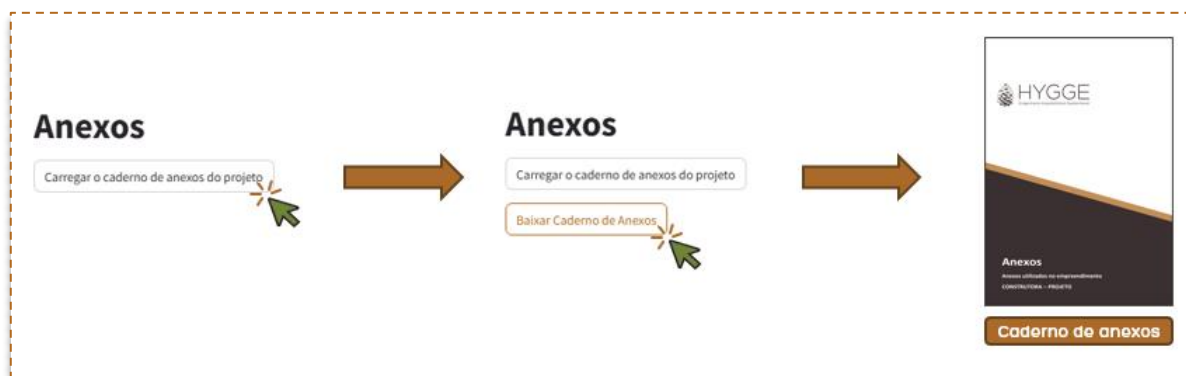 Anexos
Carregar o caderno de anexos do projeto
Anexos
Carregar o caderno de anexos do projeto
Baixar Caderno de Anexos
HYGGE
Anexos
Anexos utilizados no empreendimento
CONSTRUTORA – PROJETO
Caderno de anexos